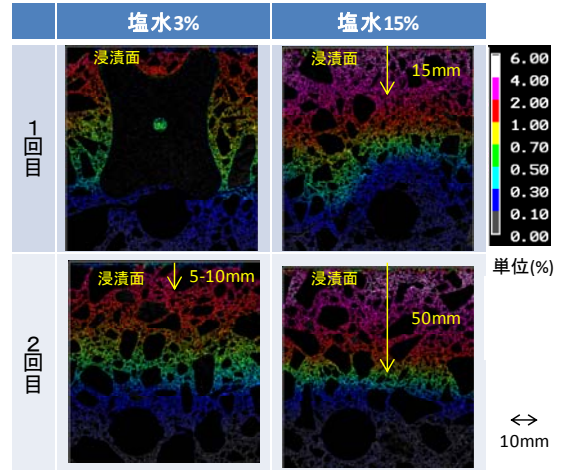 塩水3%
塩水15%
1回目
浸漬面
浸漬面
15mm
6.00
4.00
2.00
1.00
0.70
0.50
0.30
0.10
0.00
単位(%)
2回目
浸漬面
5-10mm
浸漬面
50mm
10mm